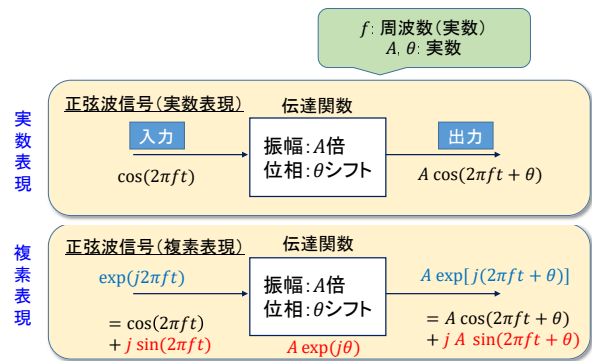 f: 周波数(実数)
A, θ: 実数
実数表現
正弦波信号(実数表現)
伝達関数
入力
cos(2πft)
振幅:A倍
位相:θシフト
出力
A cos(2πft + θ)
複素表現
正弦波信号(複素表現)
伝達関数
exp(j2πft)
= cos(2πft)
+ j sin(2πft)
振幅:A倍
位相:θシフト
A exp(jθ)
A exp[j(2πft + θ)]
= A cos(2πft + θ)
+ j A sin(2πft + θ)